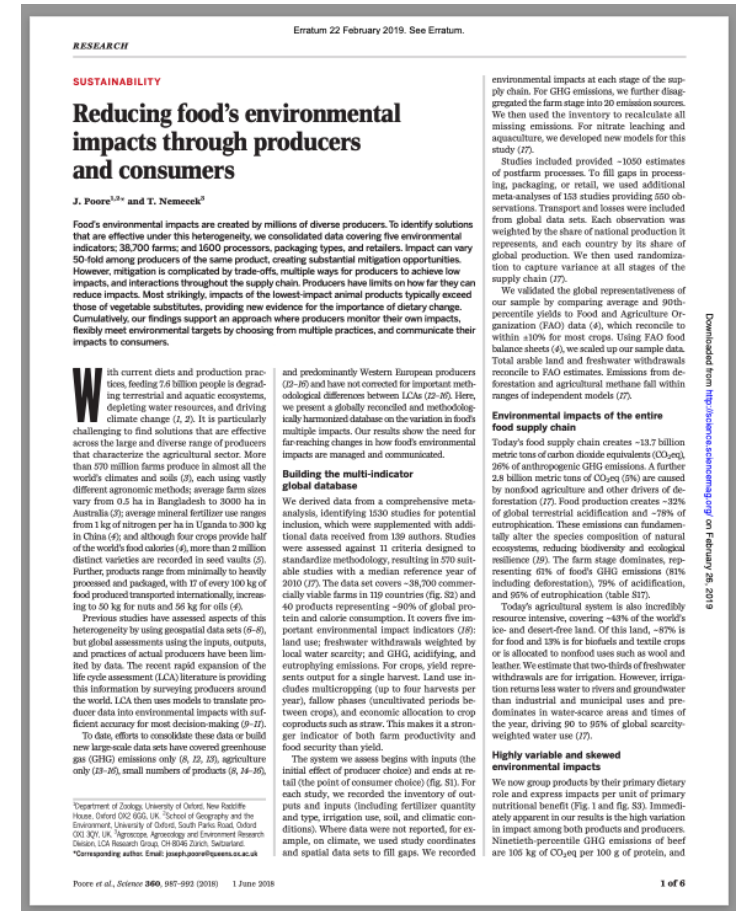 Erratum 22 February 2019. See Erratum.
RESEARCH
SUSTAINABILITY
Reducing food's environmental
impacts through producers
and consumers
J. Poore1,2* and T. Nemecek3
Food's environmental impacts are created by millions of diverse producers. To identify solutions
that are effective under this heterogeneity, we consolidated data covering five environmental
indicators; 38,700 farms; and 1600 processors, packaging types, and retailers. Impact can vary
50-fold among producers of the same product, creating substantial mitigation opportunities.
However, mitigation is complicated by trade-offs, multiple ways for producers to achieve low
impacts, and interactions throughout the supply chain. Producers have limits on how far they can
reduce impacts. Most strikingly, impacts of the lowest-impact animal products typically exceed
those of vegetable substitutes, providing new evidence for the importance of dietary change.
Cumulatively, our findings support an approach where producers monitor their own impacts,
flexibly meet environmental targets by choosing from multiple practices, and communicate their
impacts to consumers.
With current diets and production prac-
tices, feeding 7.6 billion people is degrad-
ing terrestrial and aquatic ecosystems,
depleting water resources, and driving
climate change (1, 2). It is particularly
challenging to find solutions that are effective
across the large and diverse range of producers
that characterize the agricultural sector. More
than 570 million farms produce in almost all the
world's climates and soils (3), each using vastly
different agronomic methods; average farm sizes
vary from 0.5 ha in Bangladesh to 3000 ha in
Australia (3); average mineral fertilizer use ranges
from 1 kg of nitrogen per ha in Uganda to 300 kg
in China (4); and although four crops provide half
of the world's food calories (4), more than 2 million
distinct varieties are recorded in seed vaults (5).
Further, products range from minimally to heavily
processed and packaged, with 17 of every 100 kg of
food produced transported internationally, increas-
ing to 50 kg for nuts and 56 kg for oils (4).
Previous studies have assessed aspects of this
heterogeneity by using geospatial data sets (6–8),
but global assessments using the inputs, outputs,
and practices of actual producers have been lim-
ited by data. The recent rapid expansion of the
life cycle assessment (LCA) literature is providing
this information by surveying producers around
the world. LCA then uses models to translate pro-
ducer data into environmental impacts with suf-
ficient accuracy for most decision-making (9–11).
To date, efforts to consolidate these data or build
new large-scale data sets have covered greenhouse
gas (GHG) emissions only (8, 12, 13), agriculture
only (13–16), small numbers of products (8, 14–16),
1Department of Zoology, University of Oxford, New Radcliffe
House, Oxford OX2 6GG, UK. 2School of Geography and the
Environment, University of Oxford, South Parks Road, Oxford
OX1 3QY, UK. 3Agroscope, Agroecology and Environment Research
Division, LCA Research Group, CH-8046 Zürich, Switzerland.
*Corresponding author. Email: joseph.poore@queens.ox.ac.uk
and predominantly Western European producers
(12–16) and have not corrected for important meth-
odological differences between LCAs (12–16). Here,
we present a globally reconciled and methodolog-
ically harmonized database on the variation in food's
multiple impacts. Our results show the need for
far-reaching changes in how food's environmental
impacts are managed and communicated.
Building the multi-indicator
global database
We derived data from a comprehensive meta-
analysis, identifying 1530 studies for potential
inclusion, which were supplemented with addi-
tional data received from 139 authors. Studies
were assessed against 11 criteria designed to
standardize methodology, resulting in 570 suit-
able studies with a median reference year of
2010 (17). The data set covers ~38,700 commer-
cially viable farms in 119 countries (fig. S2) and
40 products representing ~90% of global pro-
tein and calorie consumption. It covers five im-
portant environmental impact indicators (18):
land use; freshwater withdrawals weighted by
local water scarcity; and GHG, acidifying, and
eutrophying emissions. For crops, yield repre-
sents output for a single harvest. Land use in-
cludes multicropping (up to four harvests per
year), fallow phases (uncultivated periods be-
tween crops), and economic allocation to crop
coproducts such as straw. This makes it a stron-
ger indicator of both farm productivity and
food security than yield.
The system we assess begins with inputs (the
initial effect of producer choice) and ends at re-
tail (the point of consumer choice) (fig. S1). For
each study, we recorded the inventory of out-
puts and inputs (including fertilizer quantity
and type, irrigation use, soil, and climatic con-
ditions). Where data were not reported, for ex-
ample, on climate, we used study coordinates
and spatial data sets to fill gaps. We recorded
environmental impacts at each stage of the sup-
ply chain. For GHG emissions, we further disag-
gregated the farm stage into 20 emission sources.
We then used the inventory to recalculate all
missing emissions. For nitrate leaching and
aquaculture, we developed new models for this
study (17).
Studies included provided ~1050 estimates
of postfarm processes. To fill gaps in process-
ing, packaging, or retail, we used additional
meta-analyses of 153 studies providing 550 ob-
servations. Transport and losses were included
from global data sets. Each observation was
weighted by the share of national production it
represents, and each country by its share of
global production. We then used randomiza-
tion to capture variance at all stages of the
supply chain (17).
We validated the global representativeness of
our sample by comparing average and 90th-
percentile yields to Food and Agriculture Or-
ganization (FAO) data (4), which reconcile to
within ±10% for most crops. Using FAO food
balance sheets (4), we scaled up our sample data.
Total arable land and freshwater withdrawals
reconcile to FAO estimates. Emissions from de-
forestation and agricultural methane fall within
ranges of independent models (17).
Environmental impacts of the entire
food supply chain
Today's food supply chain creates ~13.7 billion
metric tons of carbon dioxide equivalents (CO2eq),
26% of anthropogenic GHG emissions. A further
2.8 billion metric tons of CO2eq (5%) are caused
by nonfood agriculture and other drivers of de-
forestation (17). Food production creates ~32%
of global terrestrial acidification and ~78% of
eutrophication. These emissions can fundamen-
tally alter the species composition of natural
ecosystems, reducing biodiversity and ecological
resilience (19). The farm stage dominates, rep-
resenting 61% of food's GHG emissions (81%
including deforestation), 79% of acidification,
and 95% of eutrophication (table S17).
Today's agricultural system is also incredibly
resource intensive, covering ~43% of the world's
ice- and desert-free land. Of this land, ~87% is
for food and 13% is for biofuels and textile crops
or is allocated to nonfood uses such as wool and
leather. We estimate that two-thirds of freshwater
withdrawals are for irrigation. However, irriga-
tion returns less water to rivers and groundwater
than industrial and municipal uses and pre-
dominates in water-scarce areas and times of
the year, driving 90 to 95% of global scarcity-
weighted water use (17).
Highly variable and skewed
environmental impacts
We now group products by their primary dietary
role and express impacts per unit of primary
nutritional benefit (Fig. 1 and fig. S3). Immedi-
ately apparent in our results is the high variation
in impact among both products and producers.
Ninetieth-percentile GHG emissions of beef
are 105 kg of CO2eq per 100 g of protein, and
Downloaded from http://science.sciencemag.org/ on February 26, 2019
Poore et al., Science 360, 987–992 (2018) 1 June 2018
1 of 6